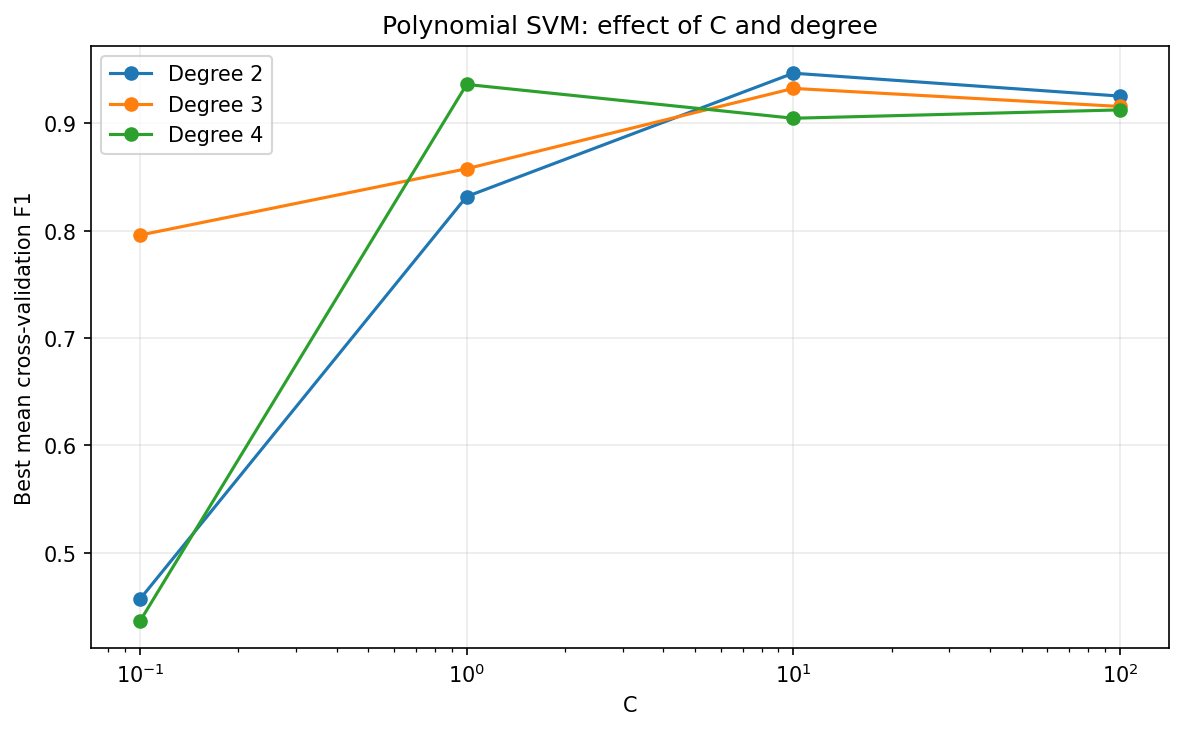 Polynomial SVM: effect of C and degree
Degree 2
Degree 3
Degree 4
Best mean cross-validation F1
0.9
0.8
0.7
0.6
0.5
10⁻¹
10⁰
10¹
10²
C